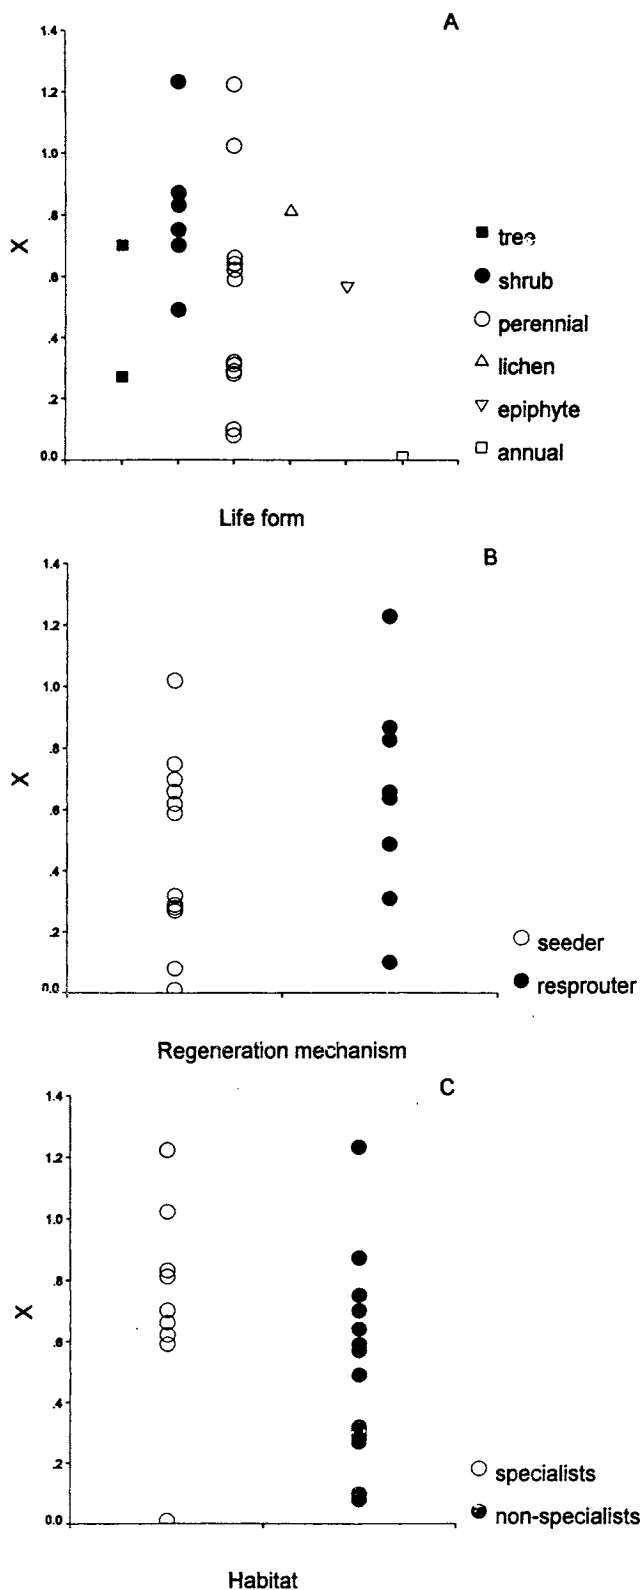 A
1.4
1.2
1.0
.8
.6
.4
.2
0.0
X
tree
shrub
perennial
lichen
epiphyte
annual
Life form
B
1.4
1.2
1.0
.8
.6
.4
.2
0.0
X
seeder
resprouter
Regeneration mechanism
C
1.4
1.2
1.0
.8
.6
.4
.2
0.0
X
specialists
non-specialists
Habitat